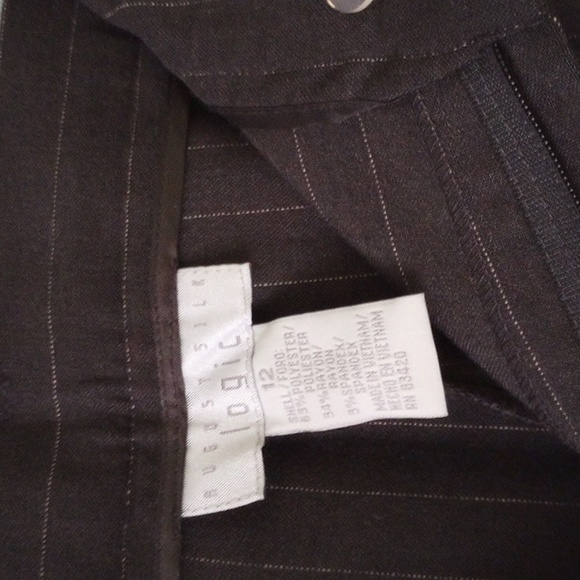 AUGUST SILK
logic
12
SHELL/FORO:
63% POLYESTER/
POLIESTER
34% RAYON/
RAYON
3% SPANDEX/
SPANDEX
MADE IN VIETNAM/
HECHO EN VIETNAM
RN 63420